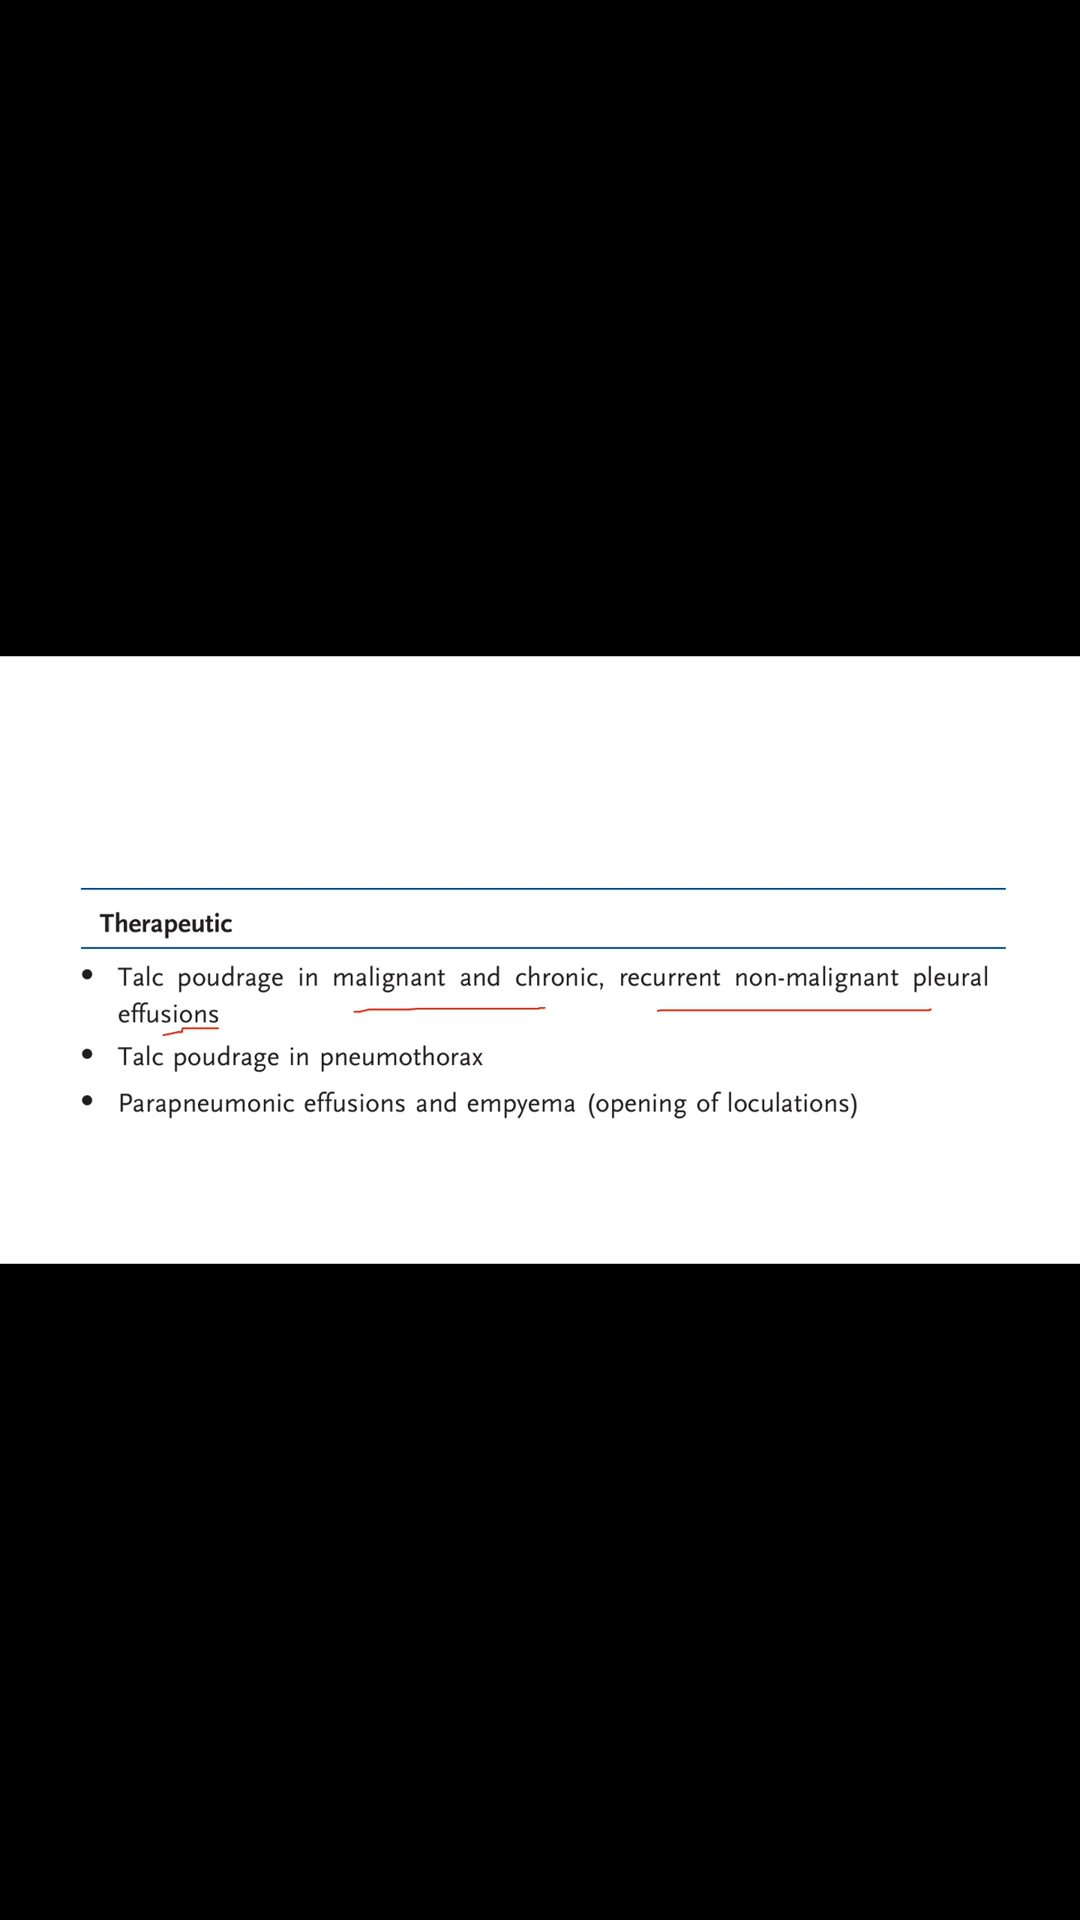 Therapeutic
• Talc poudrage in malignant and chronic, recurrent non-malignant pleural
effusions
• Talc poudrage in pneumothorax
• Parapneumonic effusions and empyema (opening of loculations)